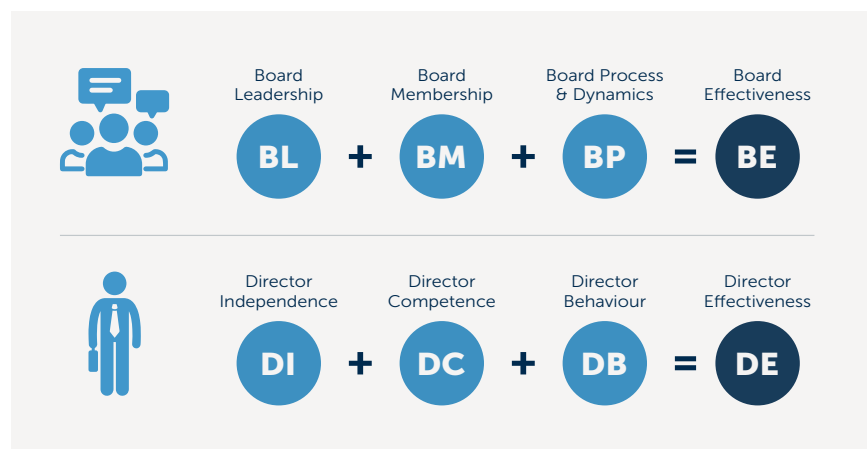 Board
Leadership
Board
Membership
Board Process
& Dynamics
Board
Effectiveness
BL + BM + BP = BE
Director
Independence
Director
Competence
Director
Behaviour
Director
Effectiveness
DI + DC + DB = DE